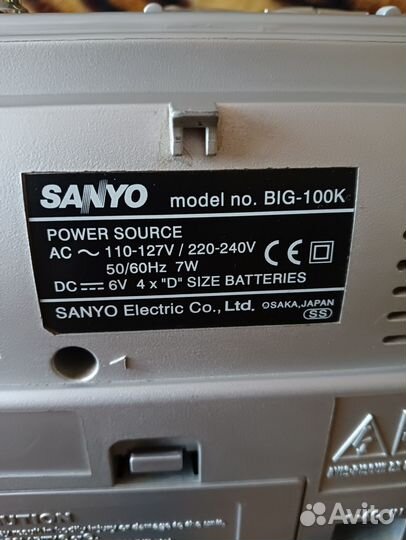 SANYO model no. BIG-100K
POWER SOURCE
AC ~ 110-127V / 220-240V
50/60Hz 7W
DC ⎓ 6V 4 x "D" SIZE BATTERIES
CE
SANYO Electric Co., Ltd. OSAKA, JAPAN
SS
Avito